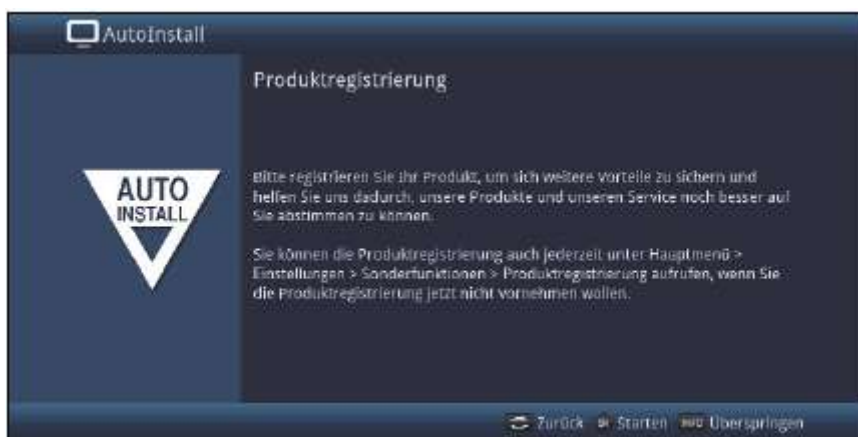 AutoInstall
Produktregistrierung
AUTO
INSTALL
Bitte registrieren Sie Ihr Produkt, um sich weitere Vorteile zu sichern und
helfen Sie uns dadurch, unsere Produkte und unseren Service noch besser auf
Sie abstimmen zu können.
Sie können die Produktregistrierung auch jederzeit unter Hauptmenü >
Einstellungen > Sonderfunktionen > Produktregistrierung aufrufen, wenn Sie
die Produktregistrierung jetzt nicht vornehmen wollen.
Zurück Starten Überspringen